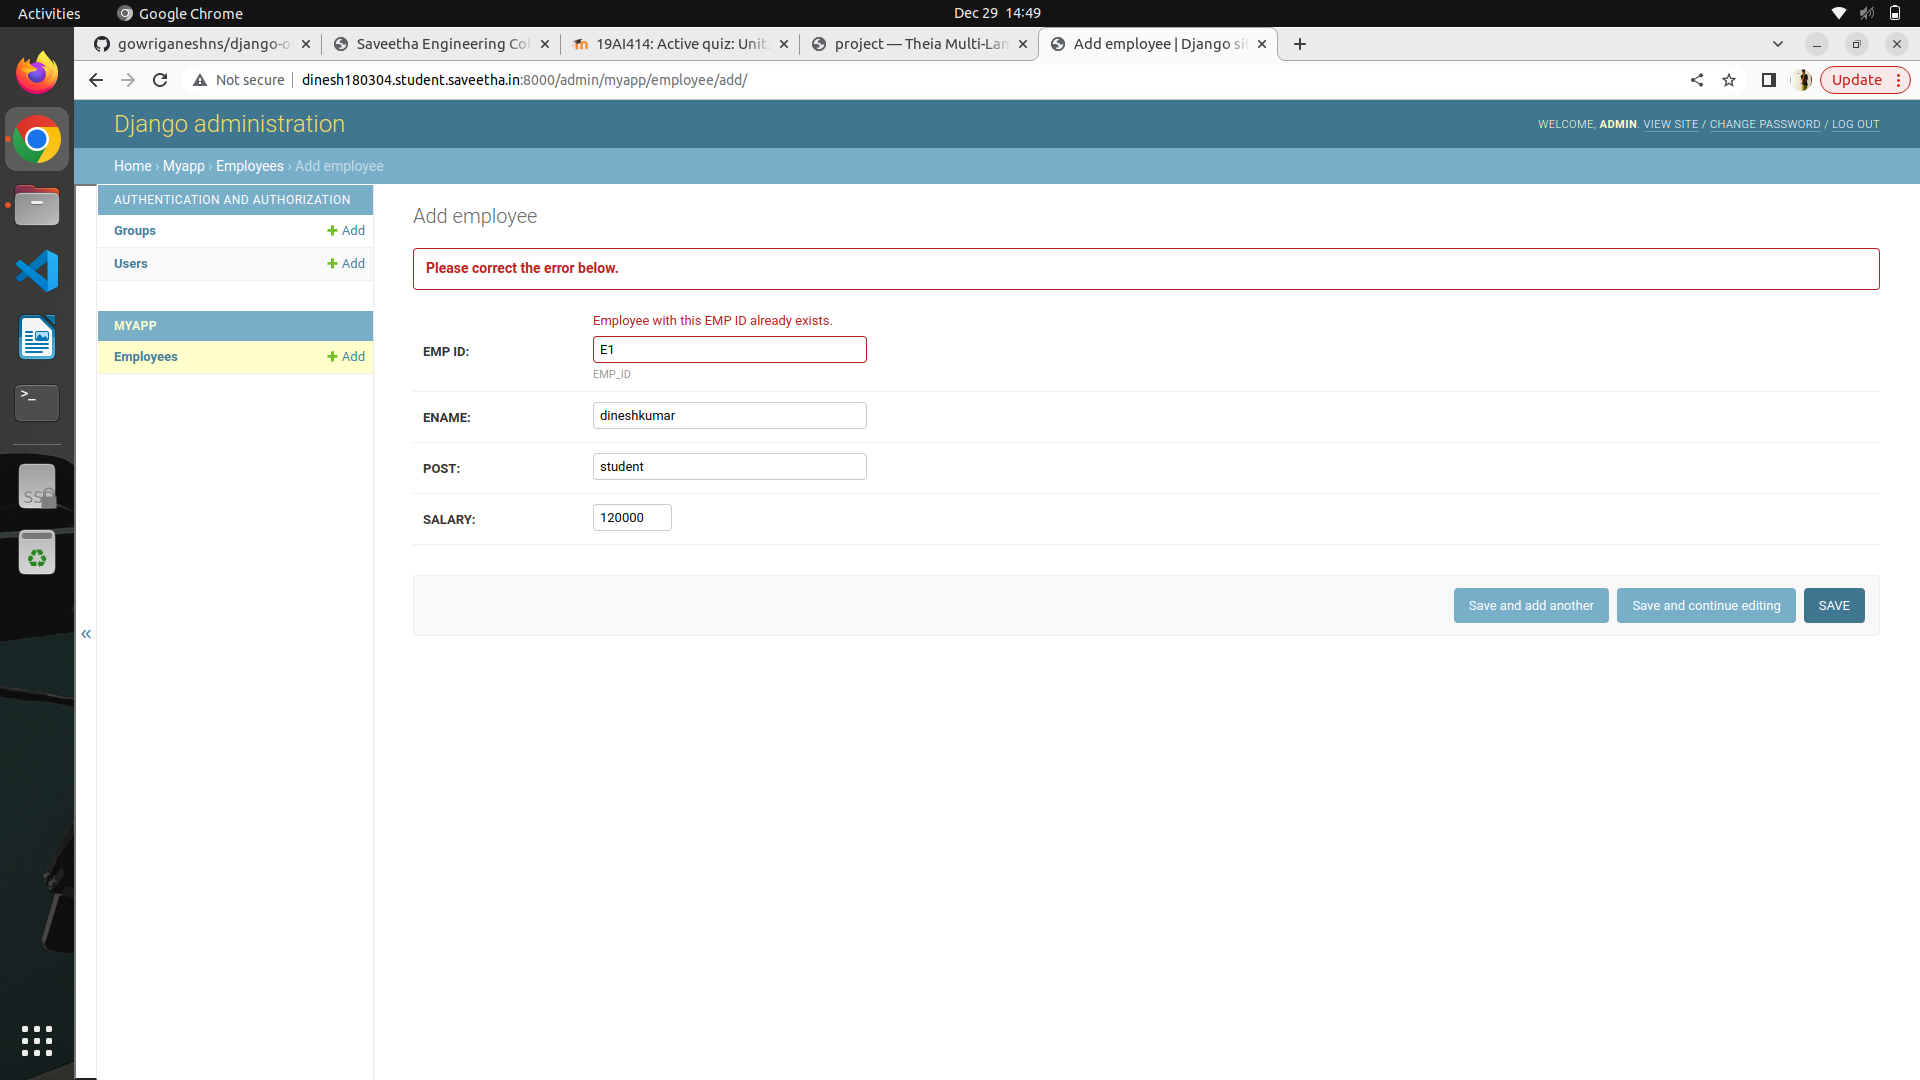 Activities
Google Chrome
Dec 29 14:49
gowriganeshns/django-o
Saveetha Engineering Col
19AI414: Active quiz: Unit
project — Theia Multi-Lan
Add employee | Django si
Not secure
dinesh180304.student.saveetha.in:8000/admin/myapp/employee/add/
Update
Django administration
WELCOME, ADMIN. VIEW SITE / CHANGE PASSWORD / LOG OUT
Home › Myapp › Employees › Add employee
AUTHENTICATION AND AUTHORIZATION
Groups
Add
Users
Add
MYAPP
Employees
Add
«
Add employee
Please correct the error below.
Employee with this EMP ID already exists.
EMP ID:
E1
EMP_ID
ENAME:
dineshkumar
POST:
student
SALARY:
120000
Save and add another
Save and continue editing
SAVE
>_